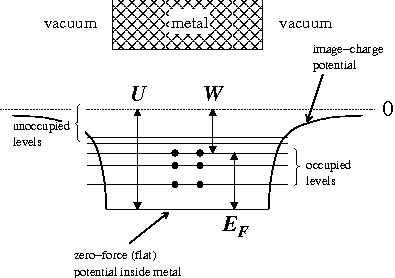 vacuum metal vacuum
image-charge
potential
U W 0
unoccupied
levels
occupied
levels
E_F
zero-force (flat)
potential inside metal